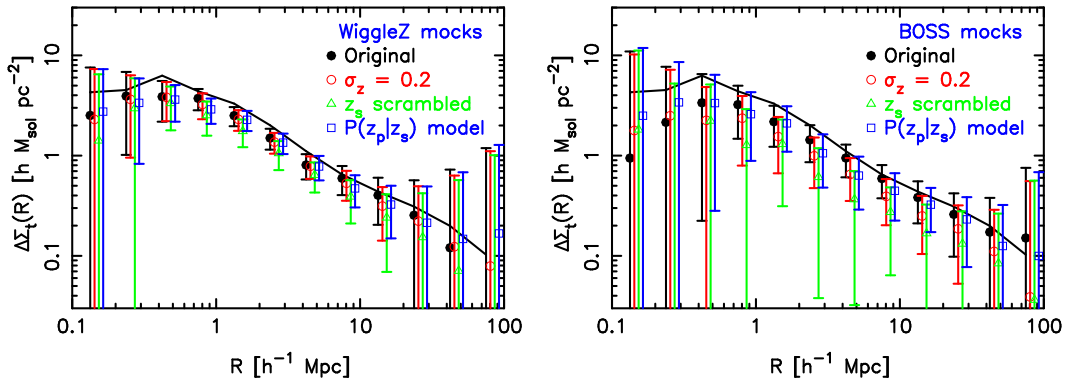 WiggleZ mocks
Original
σz = 0.2
zs scrambled
P(zp|zs) model
ΔΣt(R) [h Msol pc−2]
10
1
0.1
0.1 1 10 100
R [h−1 Mpc]
BOSS mocks
Original
σz = 0.2
zs scrambled
P(zp|zs) model
ΔΣt(R) [h Msol pc−2]
10
1
0.1
0.1 1 10 100
R [h−1 Mpc]